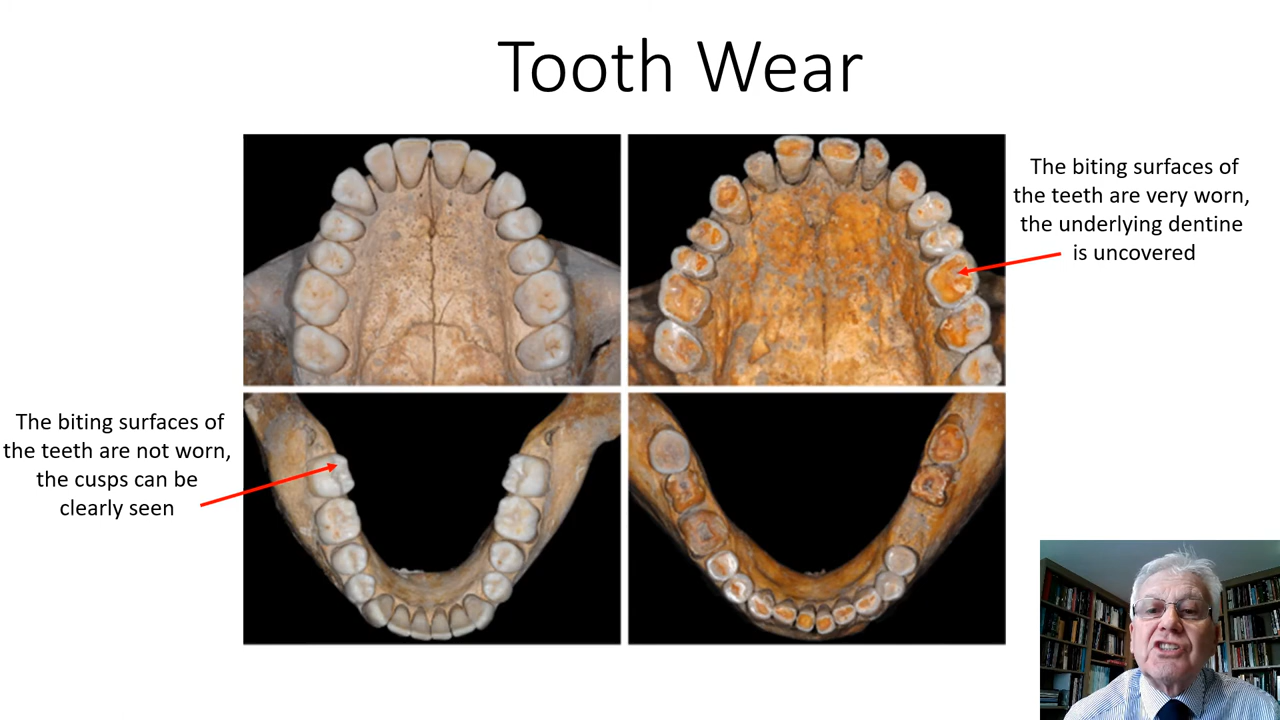 Tooth Wear
The biting surfaces of
the teeth are very worn,
the underlying dentine
is uncovered
The biting surfaces of
the teeth are not worn,
the cusps can be
clearly seen